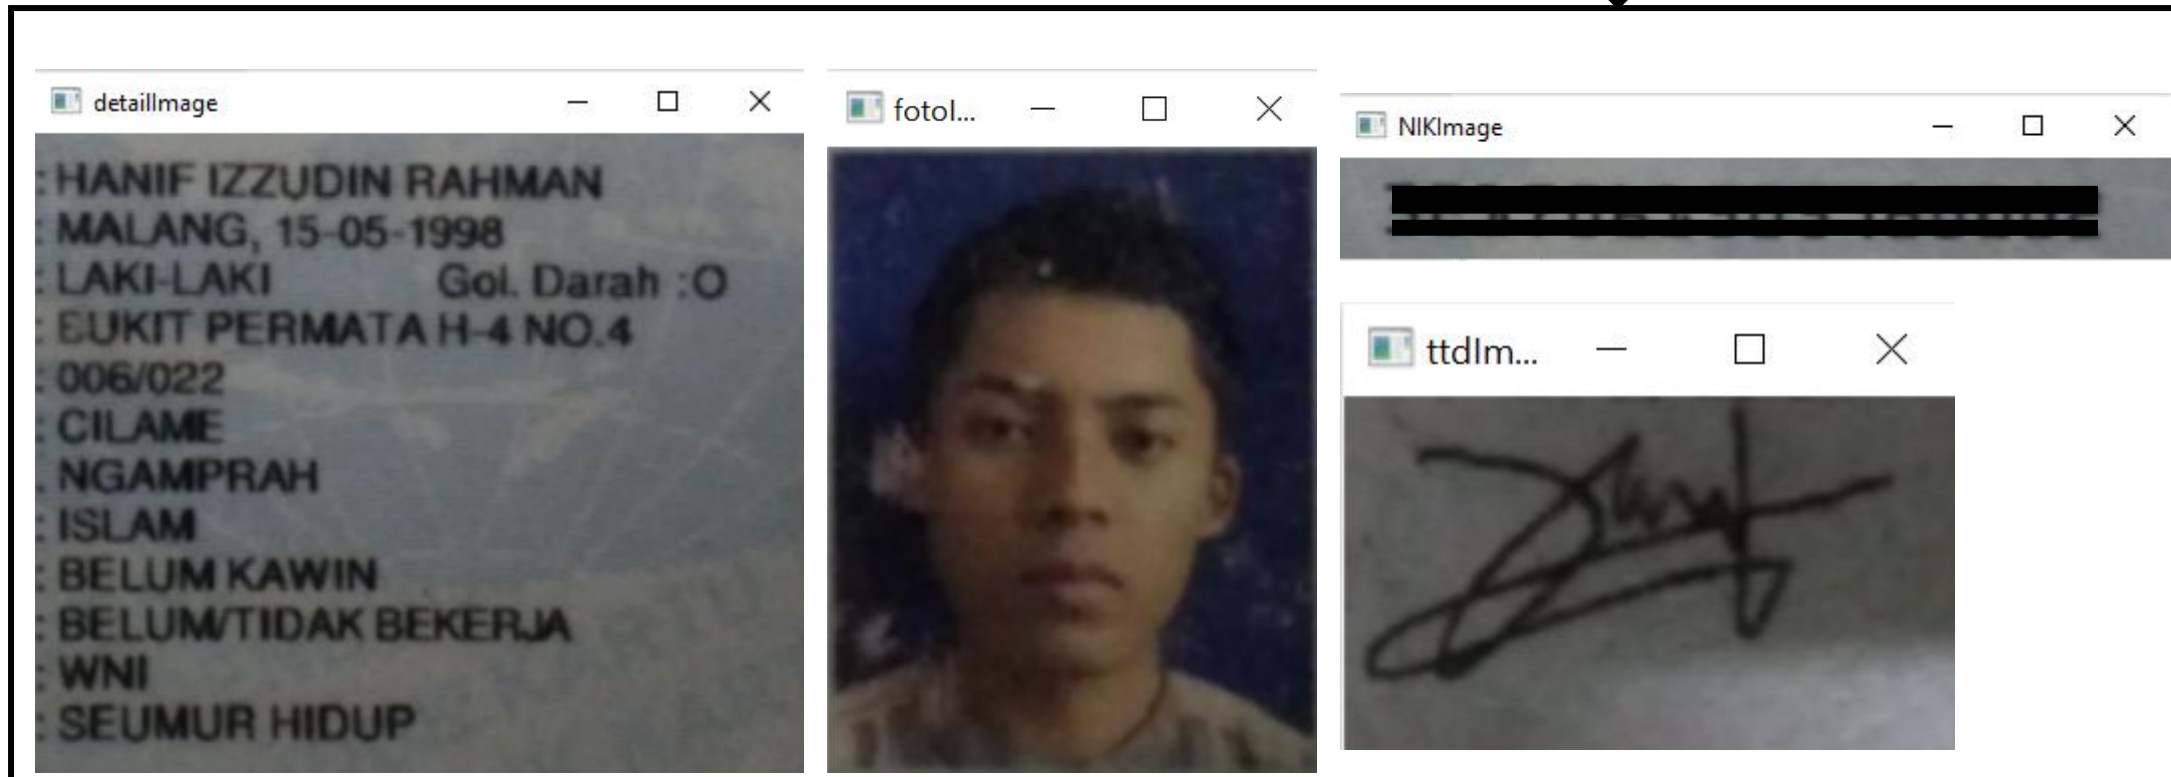 detailImage
: HANIF IZZUDIN RAHMAN
: MALANG, 15-05-1998
: LAKI-LAKI Gol. Darah :O
: BUKIT PERMATA H-4 NO.4
: 006/022
: CILAME
. NGAMPRAH
: ISLAM
: BELUM KAWIN
: BELUM/TIDAK BEKERJA
: WNI
: SEUMUR HIDUP
fotoI...
NIKImage
ttdIm...